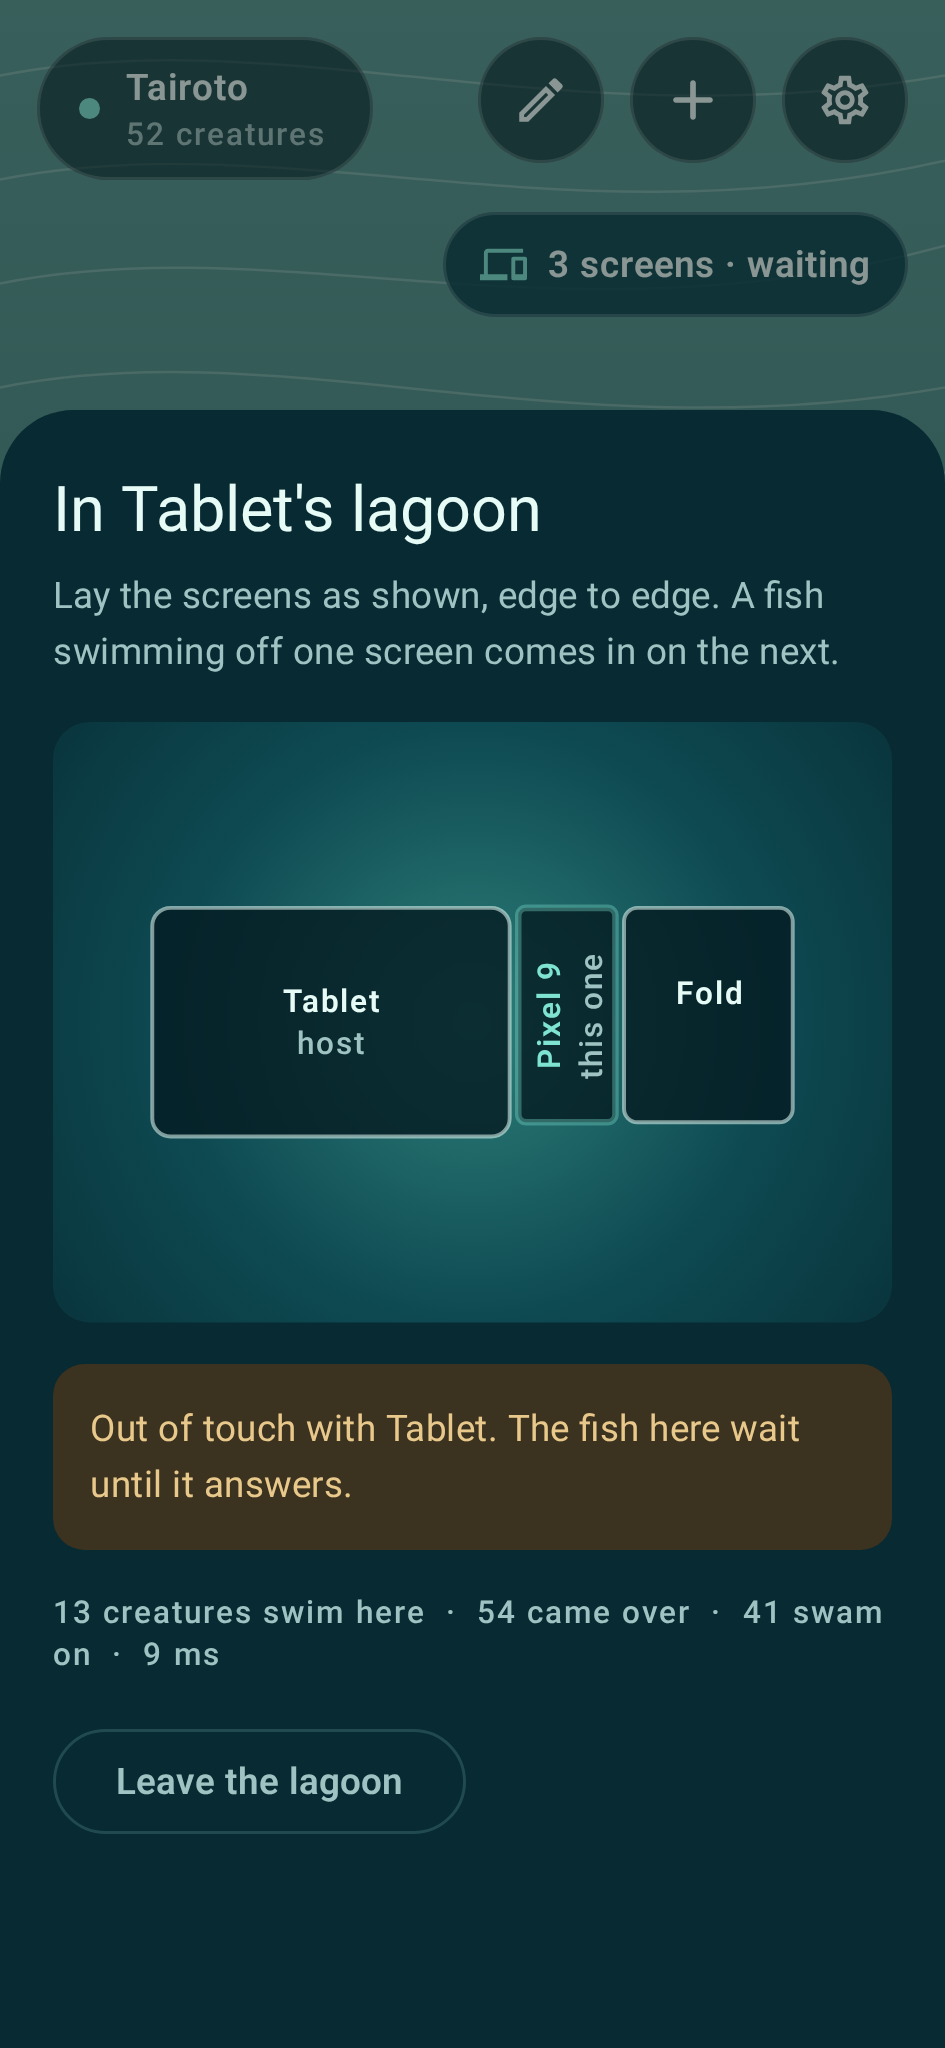 Tairoto
52 creatures
3 screens · waiting
In Tablet's lagoon
Lay the screens as shown, edge to edge. A fish
swimming off one screen comes in on the next.
Tablet
host
Pixel 9
this one
Fold
Out of touch with Tablet. The fish here wait
until it answers.
13 creatures swim here · 54 came over · 41 swam
on · 9 ms
Leave the lagoon